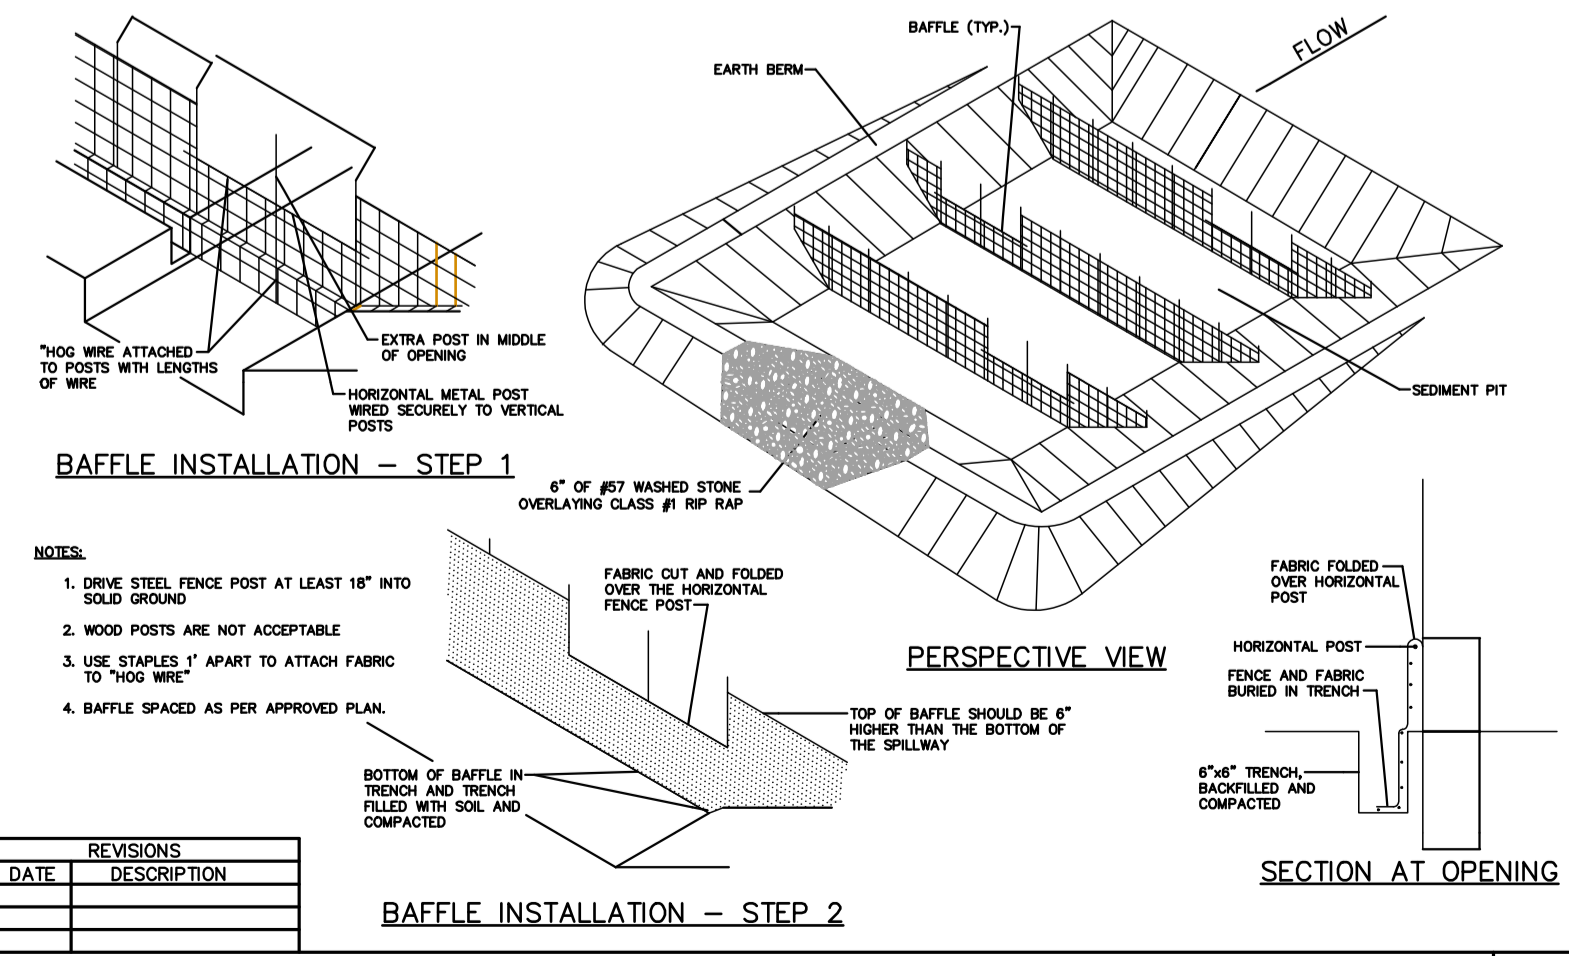 BAFFLE (TYP.)
FLOW
EARTH BERM
"HOG WIRE ATTACHED
TO POSTS WITH LENGTHS
OF WIRE
EXTRA POST IN MIDDLE
OF OPENING
HORIZONTAL METAL POST
WIRED SECURELY TO VERTICAL
POSTS
BAFFLE INSTALLATION – STEP 1
SEDIMENT PIT
6" OF #57 WASHED STONE
OVERLAYING CLASS #1 RIP RAP
PERSPECTIVE VIEW
NOTES:
1. DRIVE STEEL FENCE POST AT LEAST 18" INTO
SOLID GROUND
2. WOOD POSTS ARE NOT ACCEPTABLE
3. USE STAPLES 1' APART TO ATTACH FABRIC
TO "HOG WIRE"
4. BAFFLE SPACED AS PER APPROVED PLAN.
FABRIC CUT AND FOLDED
OVER THE HORIZONTAL
FENCE POST
TOP OF BAFFLE SHOULD BE 6"
HIGHER THAN THE BOTTOM OF
THE SPILLWAY
BOTTOM OF BAFFLE IN
TRENCH AND TRENCH
FILLED WITH SOIL AND
COMPACTED
BAFFLE INSTALLATION – STEP 2
FABRIC FOLDED
OVER HORIZONTAL
POST
HORIZONTAL POST
FENCE AND FABRIC
BURIED IN TRENCH
6"x6" TRENCH,
BACKFILLED AND
COMPACTED
SECTION AT OPENING
REVISIONS
DATE DESCRIPTION